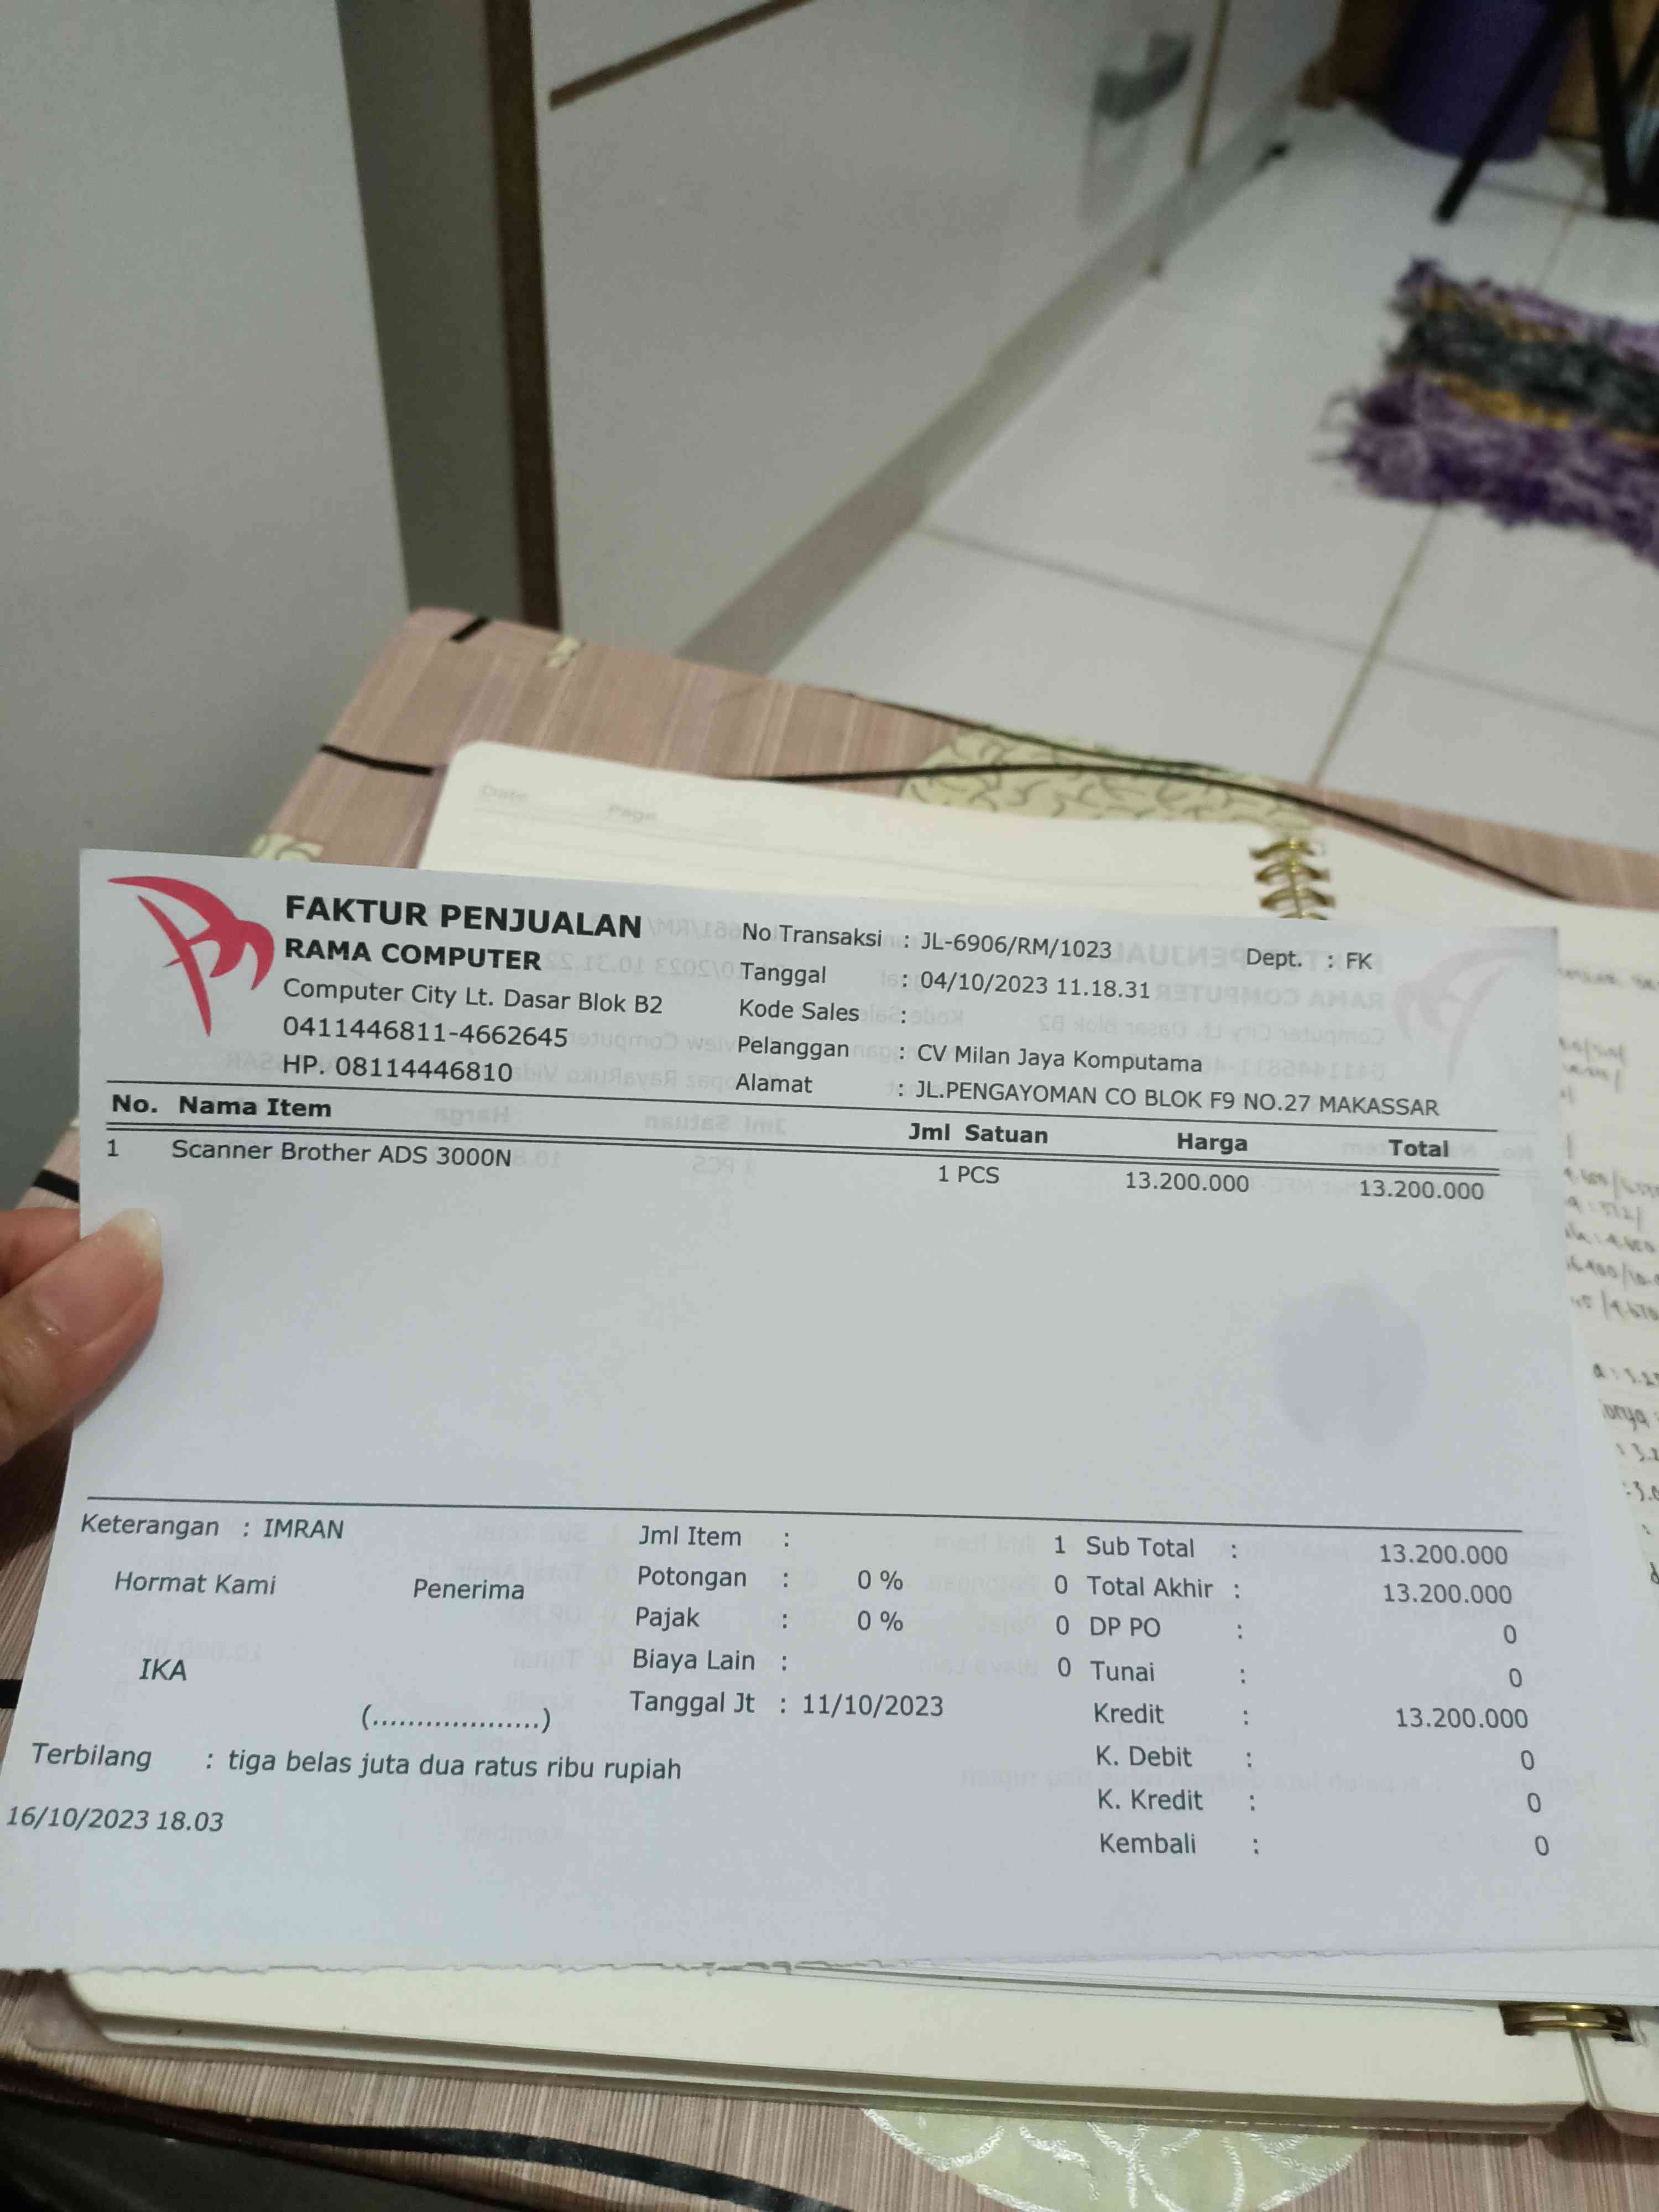 Date Page
FAKTUR PENJUALAN
RAMA COMPUTER
Computer City Lt. Dasar Blok B2
0411446811-4662645
HP. 08114446810
No Transaksi : JL-6906/RM/1023 Dept. : FK
Tanggal : 04/10/2023 11.18.31
Kode Sales :
Pelanggan : CV Milan Jaya Komputama
Alamat : JL.PENGAYOMAN CO BLOK F9 NO.27 MAKASSAR
No. Nama Item Jml Satuan Harga Total
1 Scanner Brother ADS 3000N 1 PCS 13.200.000 13.200.000
Keterangan : IMRAN
Hormat Kami Penerima
IKA
(....................)
Jml Item : 1
Potongan : 0 % 0
Pajak : 0 % 0
Biaya Lain : 0
Tanggal Jt : 11/10/2023
Sub Total : 13.200.000
Total Akhir : 13.200.000
DP PO : 0
Tunai : 0
Kredit : 13.200.000
K. Debit : 0
K. Kredit : 0
Kembali : 0
Terbilang : tiga belas juta dua ratus ribu rupiah
16/10/2023 18.03